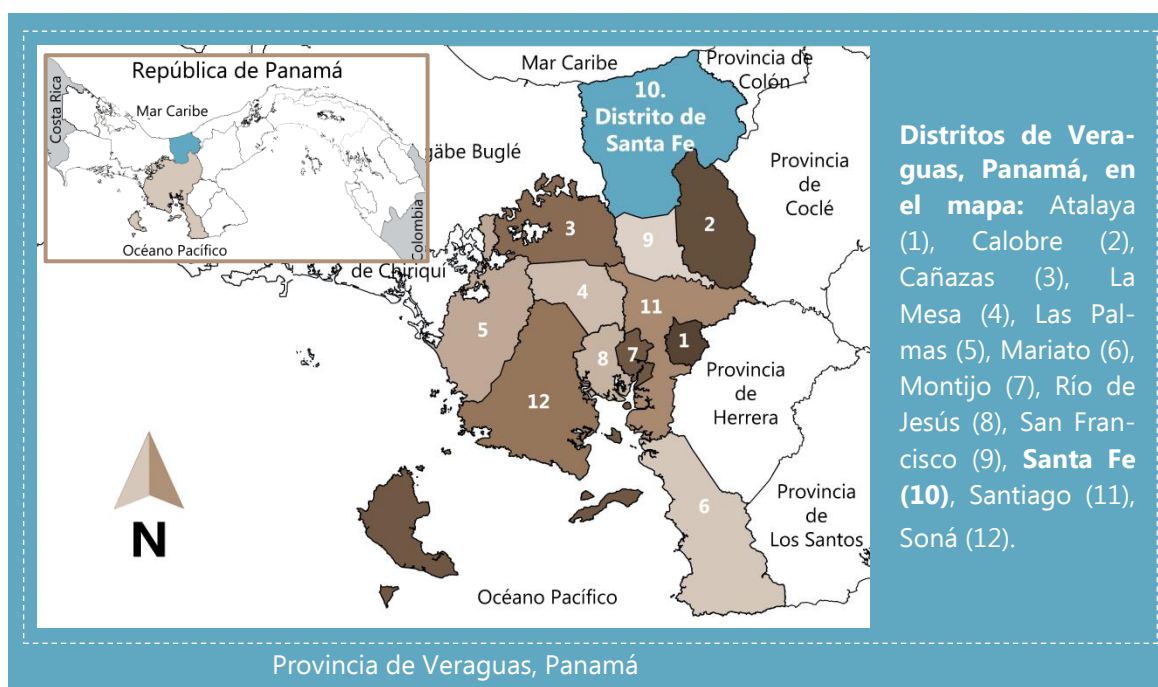 República de Panamá
Costa Rica
Mar Caribe
Océano Pacífico
Colombia
Mar Caribe
Provincia de
Colón
10.
Distrito de
Santa Fe
gäbe Buglé
Provincia
de
Coclé
3
9
2
de Chiriquí
4
11
5
8
7
1
12
Provincia
de
Herrera
6
Provincia
de
Los Santos
N
Océano Pacífico
Distritos de Vera-
guas, Panamá, en
el mapa: Atalaya
(1), Calobre (2),
Cañazas (3), La
Mesa (4), Las Pal-
mas (5), Mariato (6),
Montijo (7), Río de
Jesús (8), San Fran-
cisco (9), Santa Fe
(10), Santiago (11),
Soná (12).
Provincia de Veraguas, Panamá